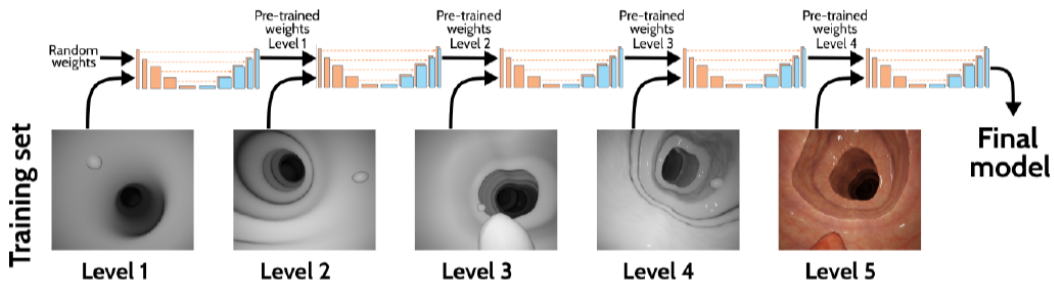 Random
weights
Pre-trained
weights
Level 1
Pre-trained
weights
Level 2
Pre-trained
weights
Level 3
Pre-trained
weights
Level 4
Final
model
Training set
Level 1
Level 2
Level 3
Level 4
Level 5